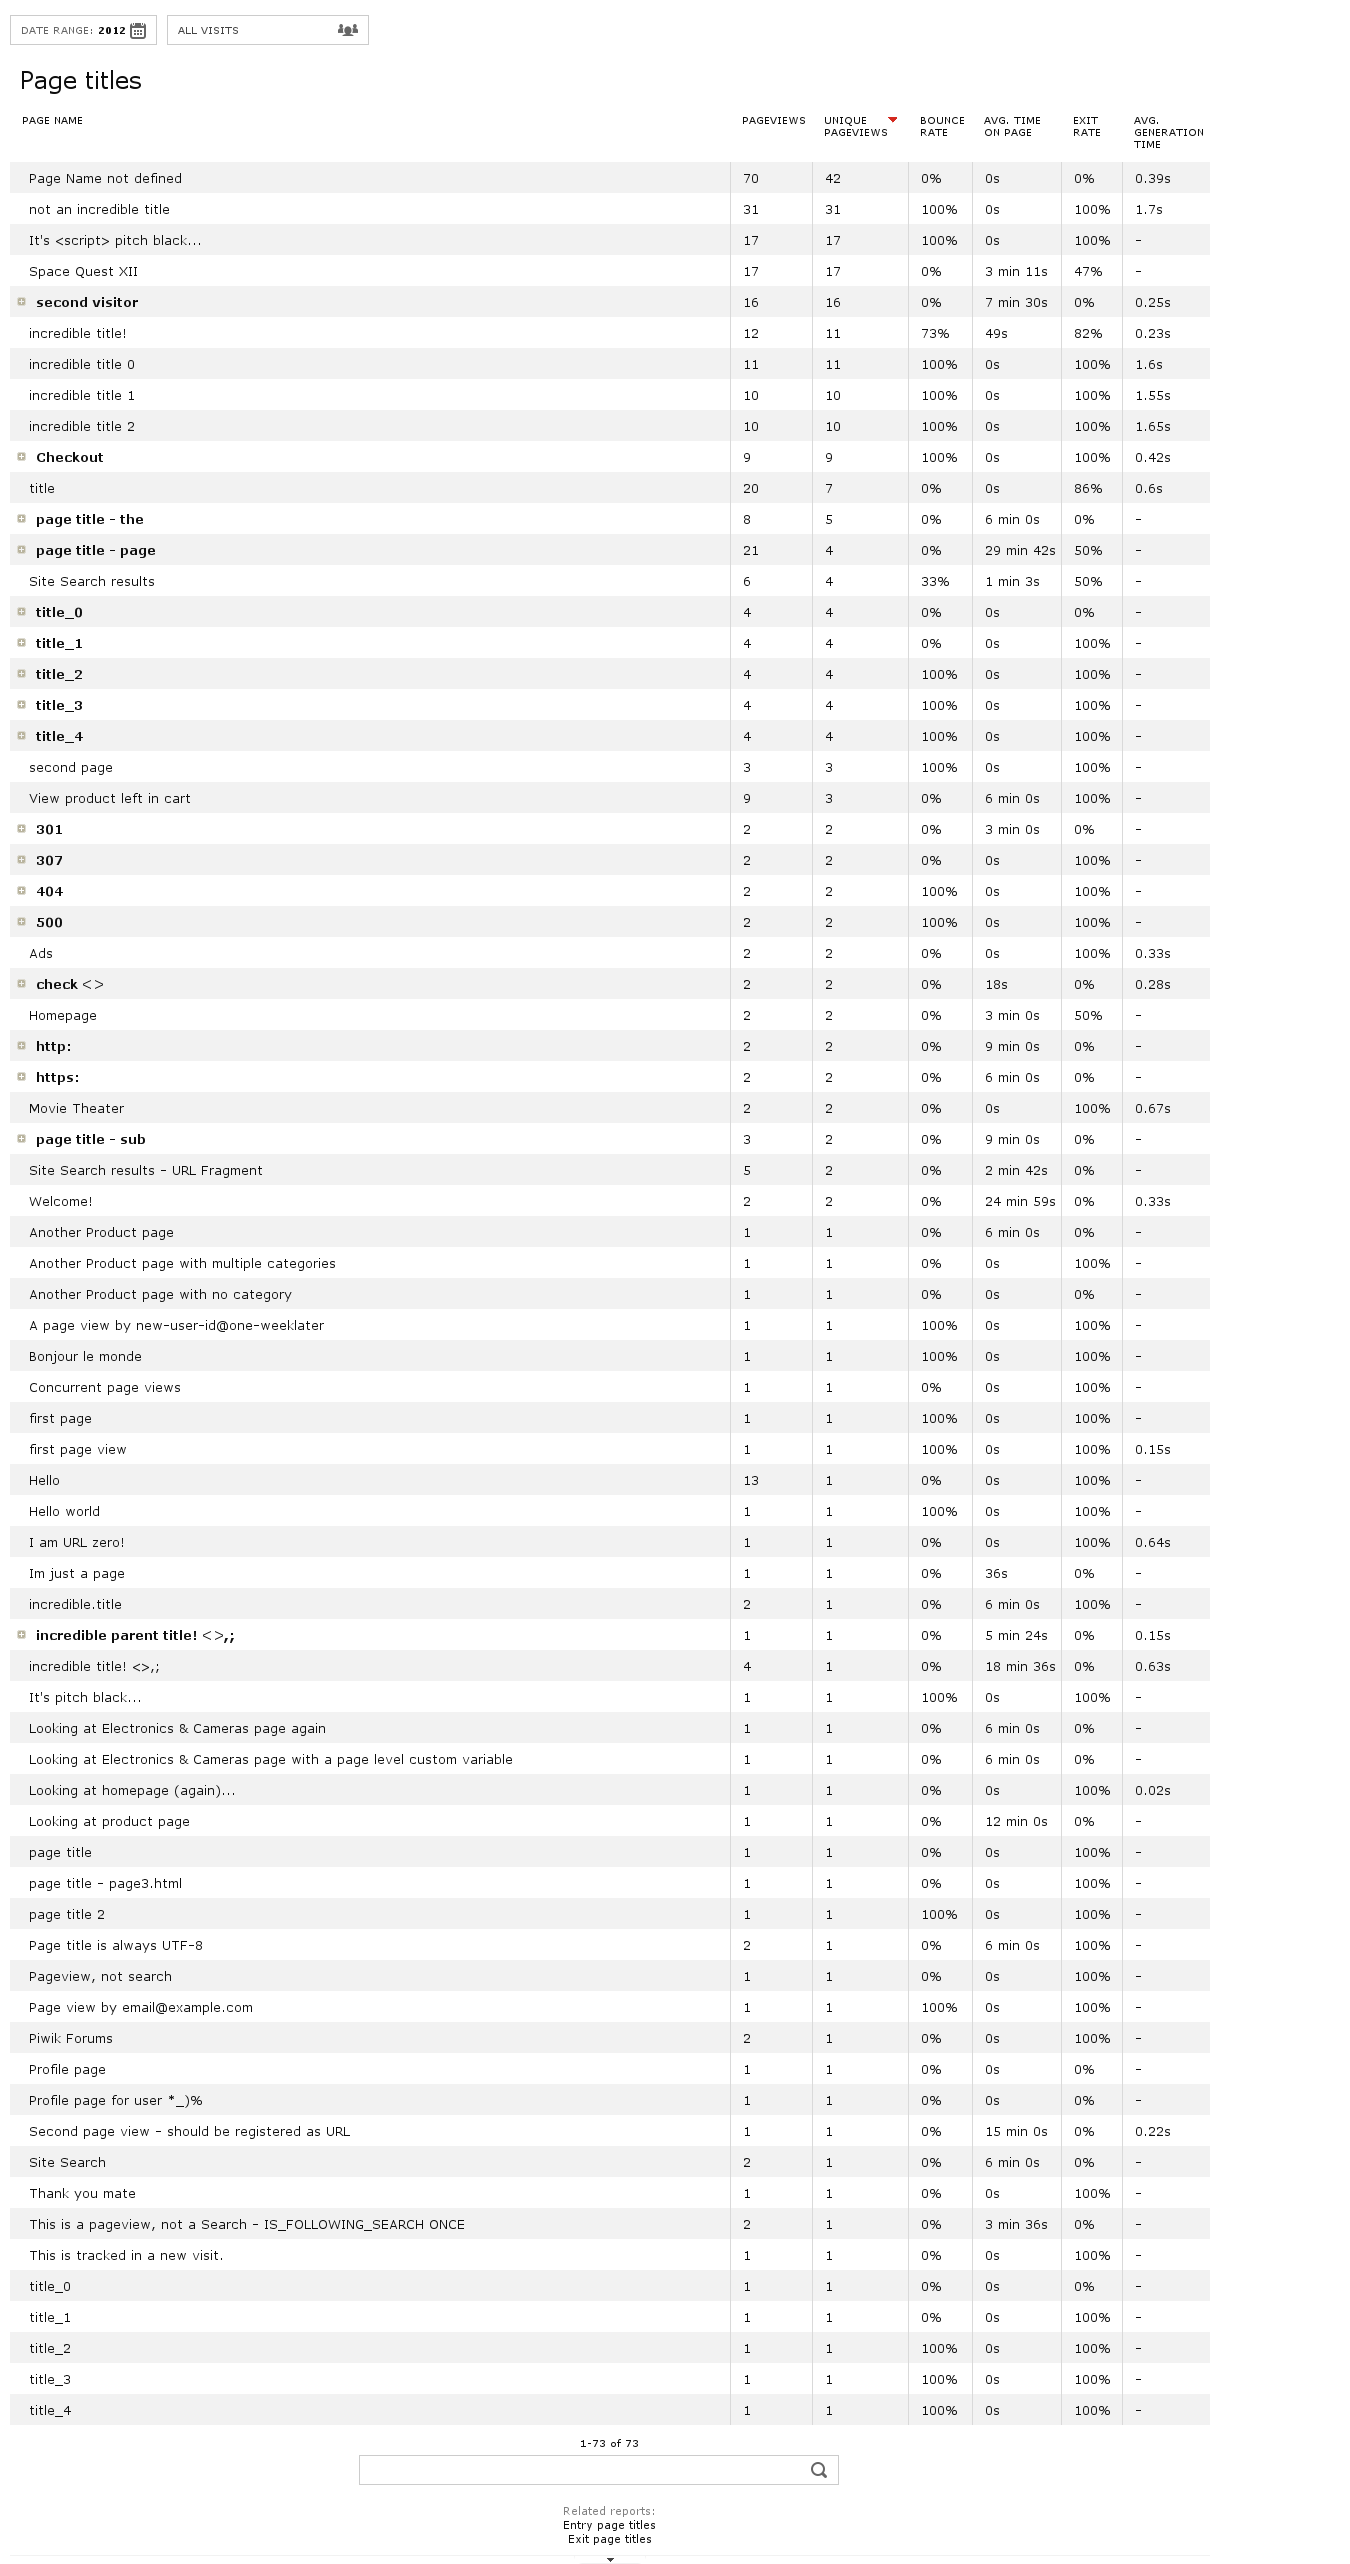 DATE RANGE: 2012 ALL VISITS
Page titles
PAGE NAME PAGEVIEWS UNIQUE PAGEVIEWS BOUNCE RATE AVG. TIME ON PAGE EXIT RATE AVG. GENERATION TIME
Page Name not defined 70 42 0% 0s 0% 0.39s
not an incredible title 31 31 100% 0s 100% 1.7s
It's <script> pitch black... 17 17 100% 0s 100% -
Space Quest XII 17 17 0% 3 min 11s 47% -
second visitor 16 16 0% 7 min 30s 0% 0.25s
incredible title! 12 11 73% 49s 82% 0.23s
incredible title 0 11 11 100% 0s 100% 1.6s
incredible title 1 10 10 100% 0s 100% 1.55s
incredible title 2 10 10 100% 0s 100% 1.65s
Checkout 9 9 100% 0s 100% 0.42s
title 20 7 0% 0s 86% 0.6s
page title - the 8 5 0% 6 min 0s 0% -
page title - page 21 4 0% 29 min 42s 50% -
Site Search results 6 4 33% 1 min 3s 50% -
title_0 4 4 0% 0s 0% -
title_1 4 4 0% 0s 100% -
title_2 4 4 100% 0s 100% -
title_3 4 4 100% 0s 100% -
title_4 4 4 100% 0s 100% -
second page 3 3 100% 0s 100% -
View product left in cart 9 3 0% 6 min 0s 100% -
301 2 2 0% 3 min 0s 0% -
307 2 2 0% 0s 100% -
404 2 2 100% 0s 100% -
500 2 2 100% 0s 100% -
Ads 2 2 0% 0s 100% 0.33s
check <> 2 2 0% 18s 0% 0.28s
Homepage 2 2 0% 3 min 0s 50% -
http: 2 2 0% 9 min 0s 0% -
https: 2 2 0% 6 min 0s 0% -
Movie Theater 2 2 0% 0s 100% 0.67s
page title - sub 3 2 0% 9 min 0s 0% -
Site Search results - URL Fragment 5 2 0% 2 min 42s 0% -
Welcome! 2 2 0% 24 min 59s 0% 0.33s
Another Product page 1 1 0% 6 min 0s 0% -
Another Product page with multiple categories 1 1 0% 0s 100% -
Another Product page with no category 1 1 0% 0s 0% -
A page view by new-user-id@one-weeklater 1 1 100% 0s 100% -
Bonjour le monde 1 1 100% 0s 100% -
Concurrent page views 1 1 0% 0s 100% -
first page 1 1 100% 0s 100% -
first page view 1 1 100% 0s 100% 0.15s
Hello 13 1 0% 0s 100% -
Hello world 1 1 100% 0s 100% -
I am URL zero! 1 1 0% 0s 100% 0.64s
Im just a page 1 1 0% 36s 0% -
incredible.title 2 1 0% 6 min 0s 100% -
incredible parent title! <>,; 1 1 0% 5 min 24s 0% 0.15s
incredible title! <>,; 4 1 0% 18 min 36s 0% 0.63s
It's pitch black... 1 1 100% 0s 100% -
Looking at Electronics & Cameras page again 1 1 0% 6 min 0s 0% -
Looking at Electronics & Cameras page with a page level custom variable 1 1 0% 6 min 0s 0% -
Looking at homepage (again)... 1 1 0% 0s 100% 0.02s
Looking at product page 1 1 0% 12 min 0s 0% -
page title 1 1 0% 0s 100% -
page title - page3.html 1 1 0% 0s 100% -
page title 2 1 1 100% 0s 100% -
Page title is always UTF-8 2 1 0% 6 min 0s 100% -
Pageview, not search 1 1 0% 0s 100% -
Page view by email@example.com 1 1 100% 0s 100% -
Piwik Forums 2 1 0% 0s 100% -
Profile page 1 1 0% 0s 0% -
Profile page for user *_)% 1 1 0% 0s 0% -
Second page view - should be registered as URL 1 1 0% 15 min 0s 0% 0.22s
Site Search 2 1 0% 6 min 0s 0% -
Thank you mate 1 1 0% 0s 100% -
This is a pageview, not a Search - IS_FOLLOWING_SEARCH ONCE 2 1 0% 3 min 36s 0% -
This is tracked in a new visit. 1 1 0% 0s 100% -
title_0 1 1 0% 0s 0% -
title_1 1 1 0% 0s 100% -
title_2 1 1 100% 0s 100% -
title_3 1 1 100% 0s 100% -
title_4 1 1 100% 0s 100% -
1-73 of 73
Related reports:
Entry page titles
Exit page titles